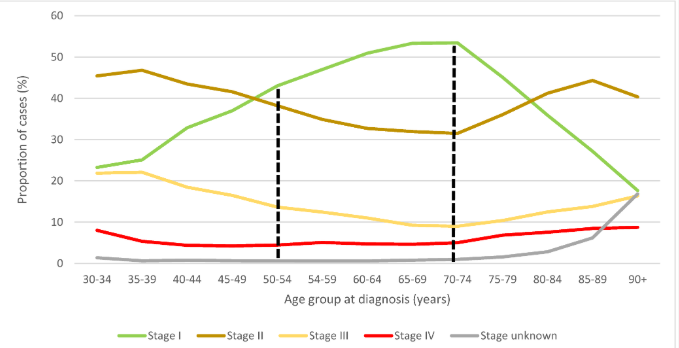 60
50
40
30
20
10
0
Proportion of cases (%)
30-34 35-39 40-44 45-49 50-54 54-59 60-64 65-69 70-74 75-79 80-84 85-89 90+
Age group at diagnosis (years)
Stage I Stage II Stage III Stage IV Stage unknown